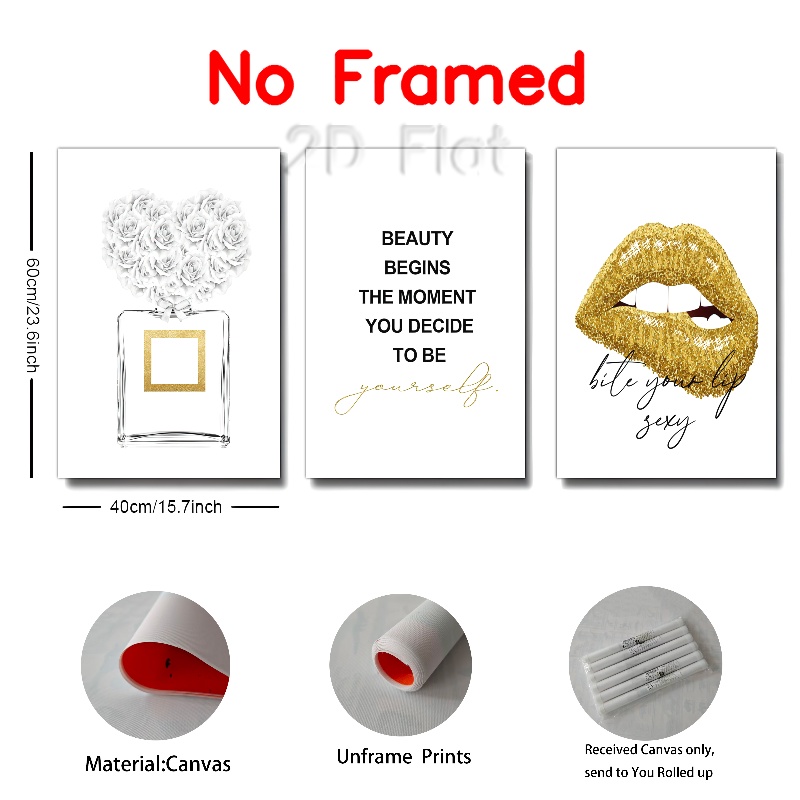 No Framed
2D Flat
60cm/23.6inch
BEAUTY
BEGINS
THE MOMENT
YOU DECIDE
TO BE
yourself.
bite your lip
sexy
40cm/15.7inch
Material:Canvas
Unframe Prints
Received Canvas only,
send to You Rolled up